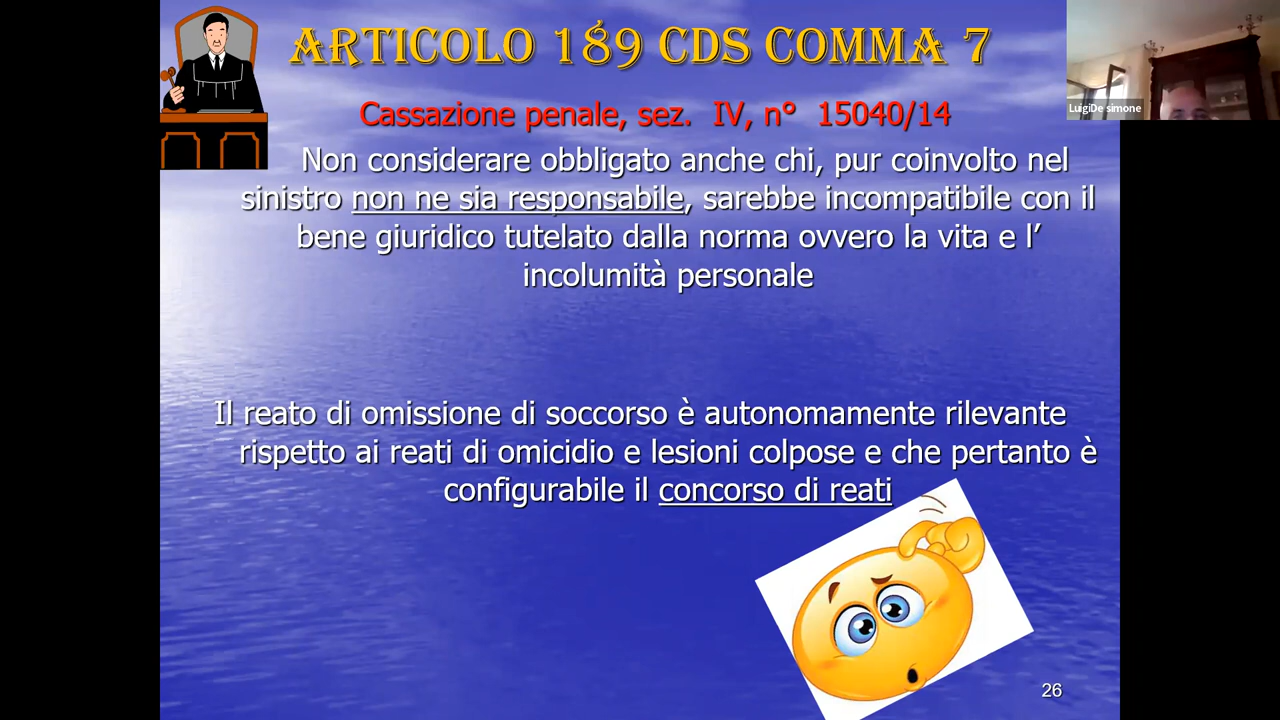 ARTICOLO 189 CDS COMMA 7
LuigiDe simone
Cassazione penale, sez. IV, n° 15040/14
Non considerare obbligato anche chi, pur coinvolto nel
sinistro non ne sia responsabile, sarebbe incompatibile con il
bene giuridico tutelato dalla norma ovvero la vita e l’
incolumità personale
Il reato di omissione di soccorso è autonomamente rilevante
rispetto ai reati di omicidio e lesioni colpose e che pertanto è
configurabile il concorso di reati
26